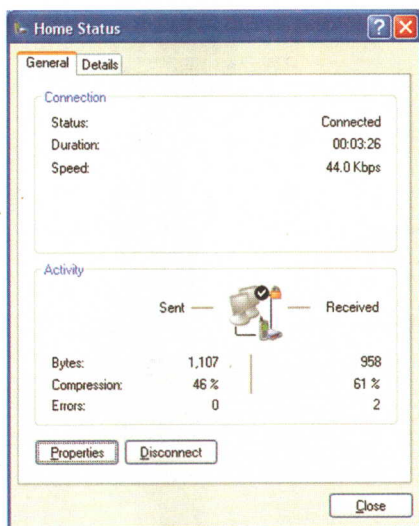 Home Status
General Details
Connection
Status: Connected
Duration: 00:03:26
Speed: 44.0 Kbps
Activity
Sent Received
Bytes: 1,107 958
Compression: 46 % 61 %
Errors: 0 2
Properties Disconnect
Close